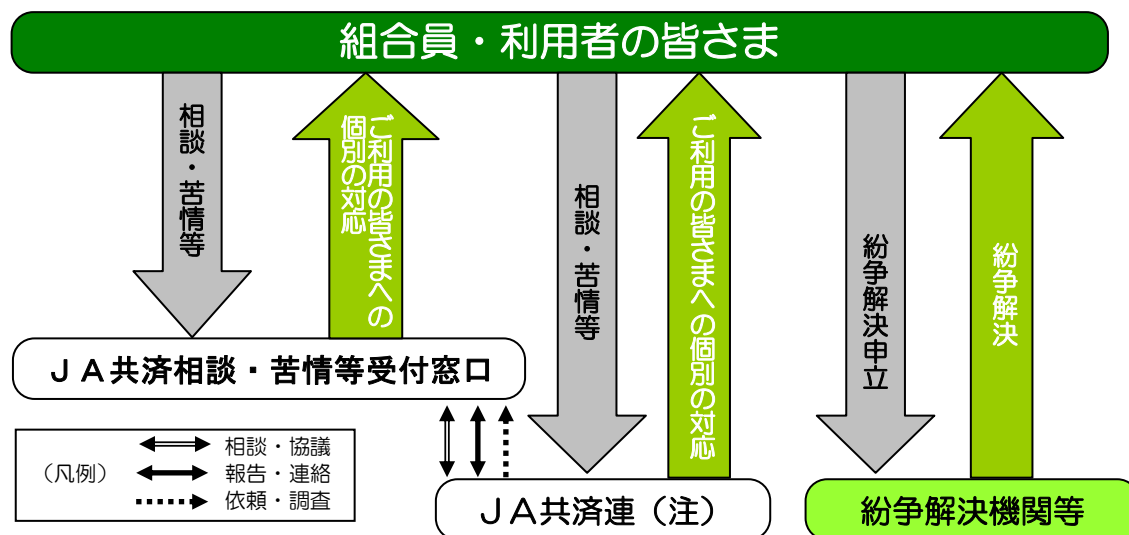 組合員・利用者の皆さま
相談・苦情等
ご利用の皆さまへの
個別の対応
相談・苦情等
ご利用の皆さまへの個別の対応
紛争解決申立
紛争解決
ＪＡ共済相談・苦情等受付窓口
（凡例）
相談・協議
報告・連絡
依頼・調査
ＪＡ共済連（注）
紛争解決機関等